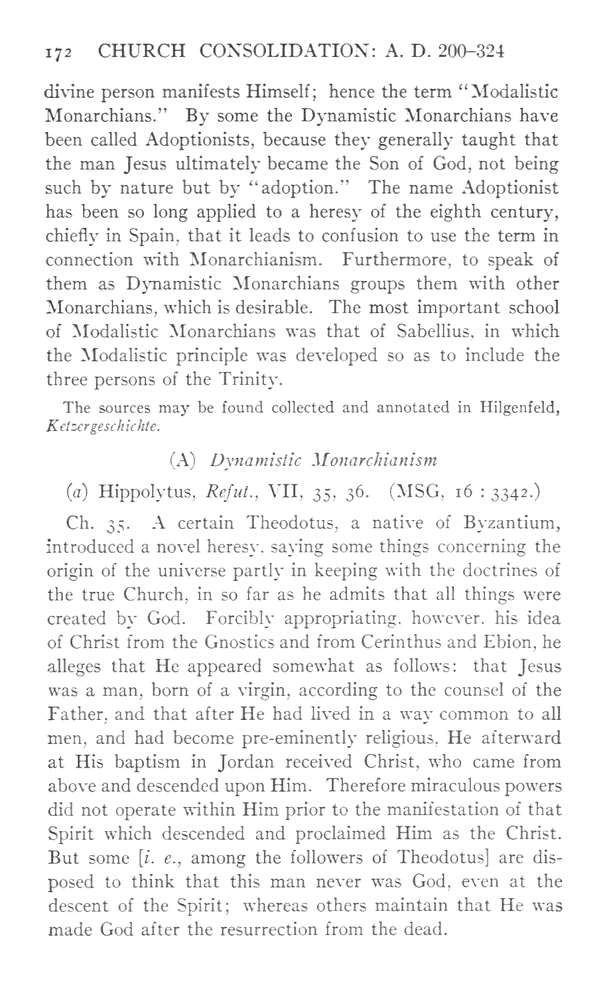 172 CHURCH CONSOLIDATION: A. D. 200–324
divine person manifests Himself; hence the term “Modalistic
Monarchians.” By some the Dynamistic Monarchians have
been called Adoptionists, because they generally taught that
the man Jesus ultimately became the Son of God, not being
such by nature but by “adoption.” The name Adoptionist
has been so long applied to a heresy of the eighth century,
chiefly in Spain, that it leads to confusion to use the term in
connection with Monarchianism. Furthermore, to speak of
them as Dynamistic Monarchians groups them with other
Monarchians, which is desirable. The most important school
of Modalistic Monarchians was that of Sabellius, in which
the Modalistic principle was developed so as to include the
three persons of the Trinity.
The sources may be found collected and annotated in Hilgenfeld,
Ketzergeschichte.
(A) Dynamistic Monarchianism
(a) Hippolytus, Refut., VII, 35, 36. (MSG, 16 : 3342.)
Ch. 35. A certain Theodotus, a native of Byzantium,
introduced a novel heresy, saying some things concerning the
origin of the universe partly in keeping with the doctrines of
the true Church, in so far as he admits that all things were
created by God. Forcibly appropriating, however, his idea
of Christ from the Gnostics and from Cerinthus and Ebion, he
alleges that He appeared somewhat as follows: that Jesus
was a man, born of a virgin, according to the counsel of the
Father, and that after He had lived in a way common to all
men, and had become pre-eminently religious, He afterward
at His baptism in Jordan received Christ, who came from
above and descended upon Him. Therefore miraculous powers
did not operate within Him prior to the manifestation of that
Spirit which descended and proclaimed Him as the Christ.
But some [i. e., among the followers of Theodotus] are dis-
posed to think that this man never was God, even at the
descent of the Spirit; whereas others maintain that He was
made God after the resurrection from the dead.